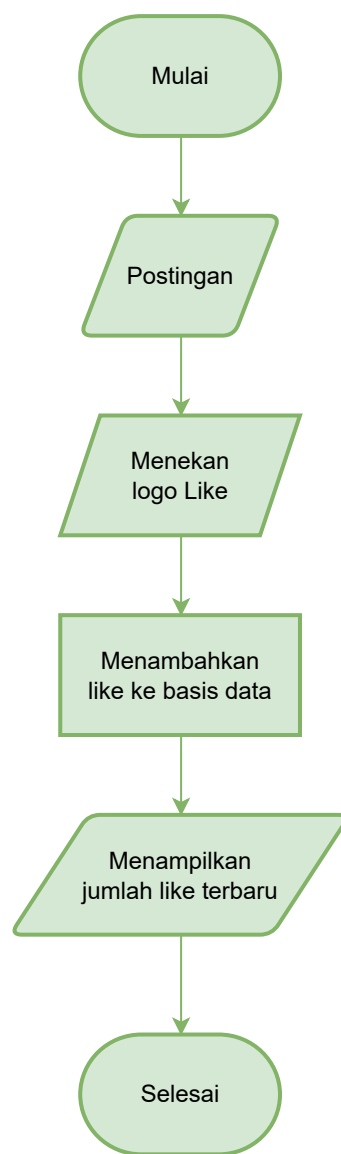 Mulai
Postingan
Menekan
logo Like
Menambahkan
like ke basis data
Menampilkan
jumlah like terbaru
Selesai